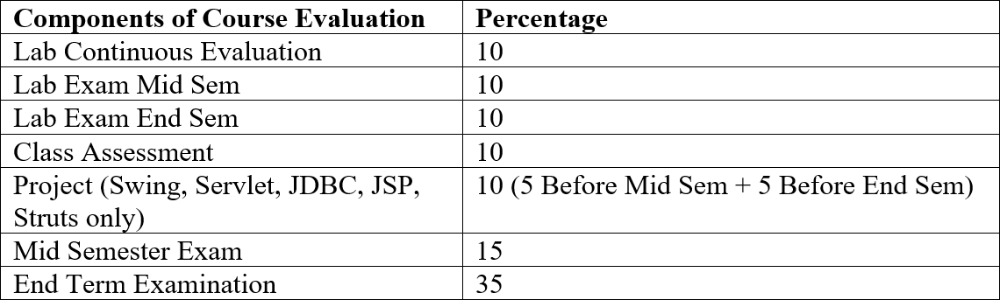 Components of Course Evaluation Percentage
Lab Continuous Evaluation 10
Lab Exam Mid Sem 10
Lab Exam End Sem 10
Class Assessment 10
Project (Swing, Servlet, JDBC, JSP, 10 (5 Before Mid Sem + 5 Before End Sem)
Struts only)
Mid Semester Exam 15
End Term Examination 35